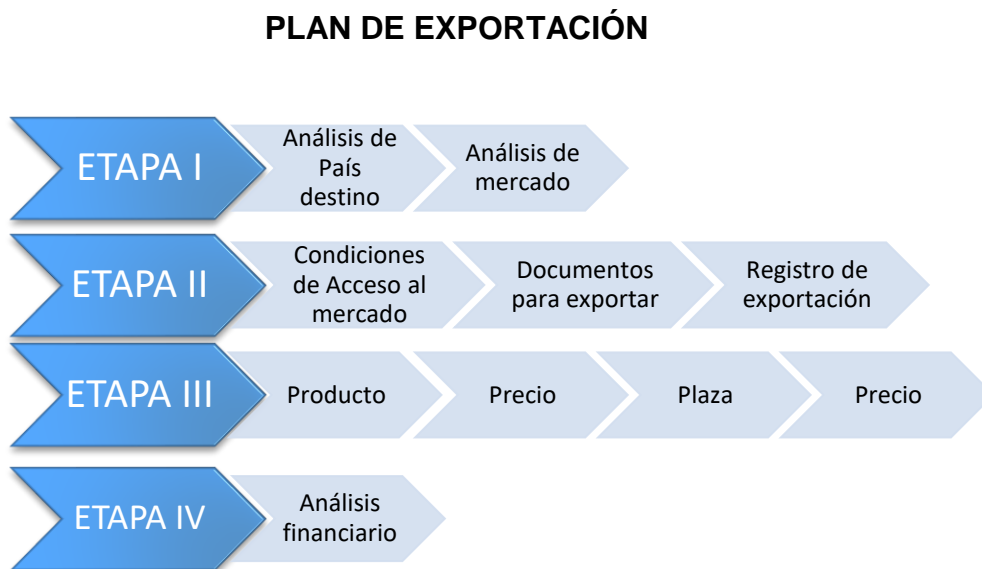 PLAN DE EXPORTACIÓN
ETAPA I
Análisis de
País
destino
Análisis de
mercado
ETAPA II
Condiciones
de Acceso al
mercado
Documentos
para exportar
Registro de
exportación
ETAPA III
Producto
Precio
Plaza
Precio
ETAPA IV
Análisis
financiario